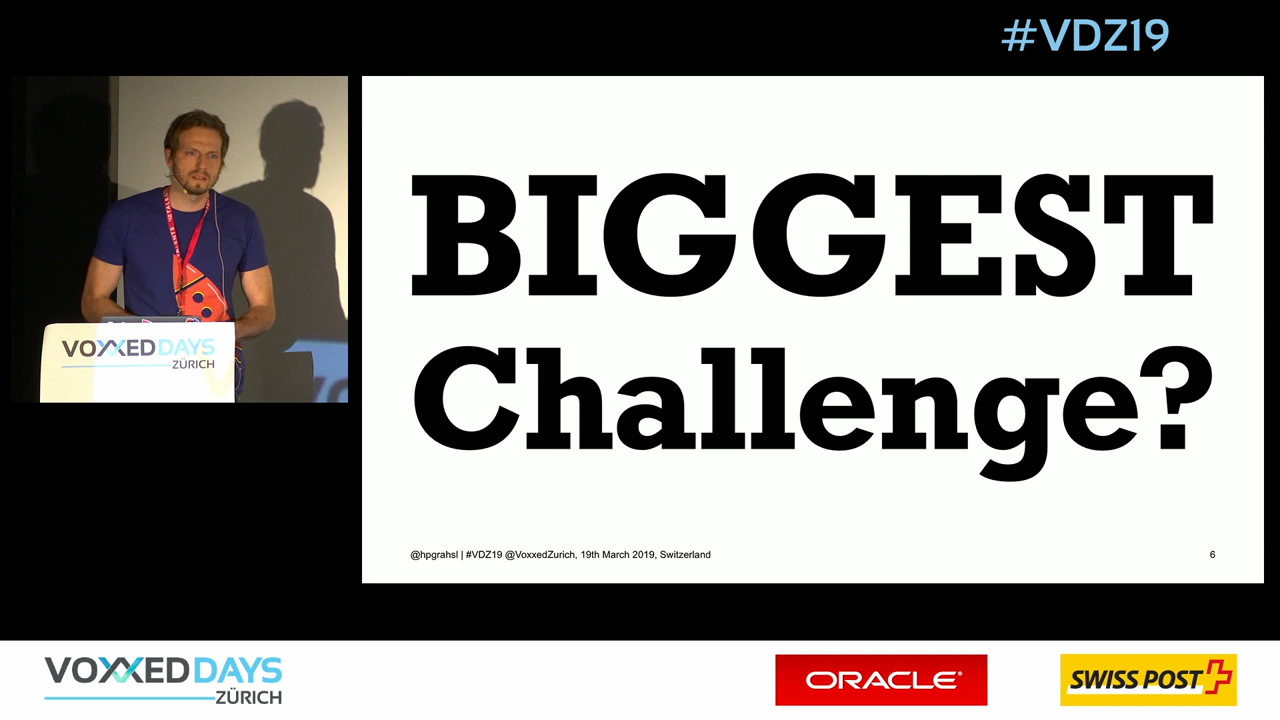 #VDZ19
BIGGEST
Challenge?
@hpgrahsl | #VDZ19 @VoxxedZurich, 19th March 2019, Switzerland
6
VOXXED DAYS
ZÜRICH
VOXXED DAYS
ZÜRICH
ORACLE
SWISS POST